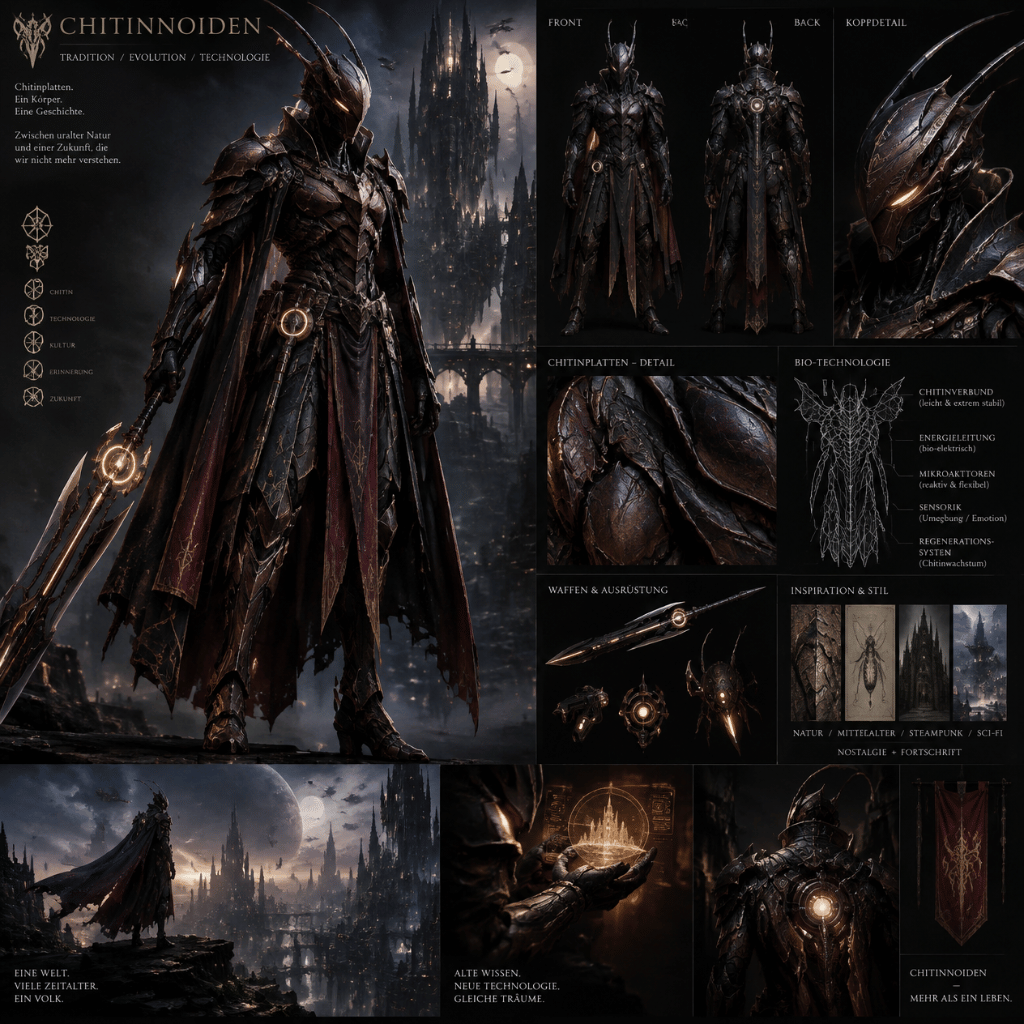 CHITINNOIDEN
TRADITION / EVOLUTION / TECHNOLOGIE
Chitinplatten.
Ein Körper.
Eine Geschichte.
Zwischen uralter Natur
und einer Zukunft, die
wir nicht mehr verstehen.
CHITIN
TECHNOLOGIE
KULTUR
ERINNERUNG
ZUKUNFT
FRONT
BACK
KOPPDETAIL
CHITINPLATTEN – DETAIL
BIO-TECHNOLOGIE
CHITINVERBUND
(leicht & extrem stabil)
ENERGIELEITUNG
(bio-elektrisch)
MIKROAKTTOREN
(reaktiv & flexibel)
SENSORIK
(Umegbung / Emotion)
REGENERATIONS-
SYSTEN
(Chitinwachstum)
WAFFEN & AUSRÜSTUNG
INSPIRATION & STIL
NATUR / MITTELALTER / STEAMPUNK / SCI-FI
NOSTALGIE + FORTSCHRIFT
EINE WELT.
VIELE ZEITALTER.
EIN VOLK.
ALTE WISSEN.
NEUE TECHNOLOGIE.
GLEICHE TRÄUME.
CHITINNOIDEN
—
MEHR ALS EIN LEBEN.